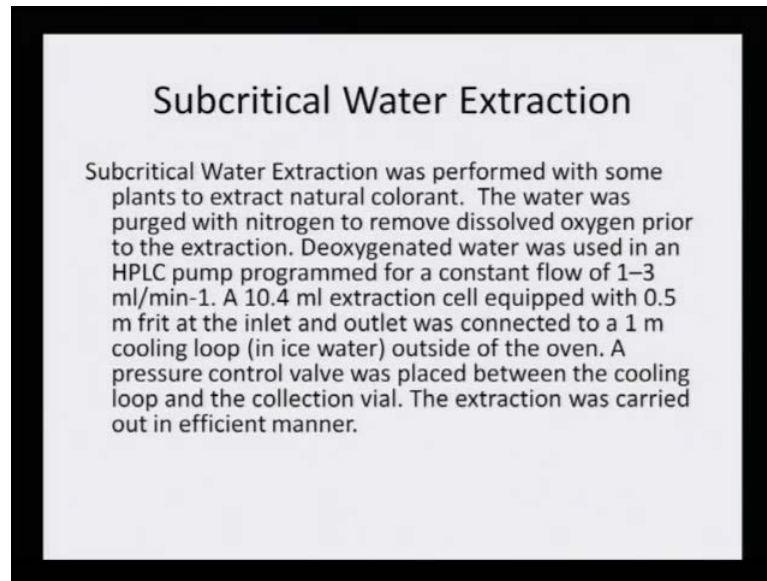 Subcritical Water Extraction
Subcritical Water Extraction was performed with some
plants to extract natural colorant. The water was
purged with nitrogen to remove dissolved oxygen prior
to the extraction. Deoxygenated water was used in an
HPLC pump programmed for a constant flow of 1–3
ml/min-1. A 10.4 ml extraction cell equipped with 0.5
m frit at the inlet and outlet was connected to a 1 m
cooling loop (in ice water) outside of the oven. A
pressure control valve was placed between the cooling
loop and the collection vial. The extraction was carried
out in efficient manner.